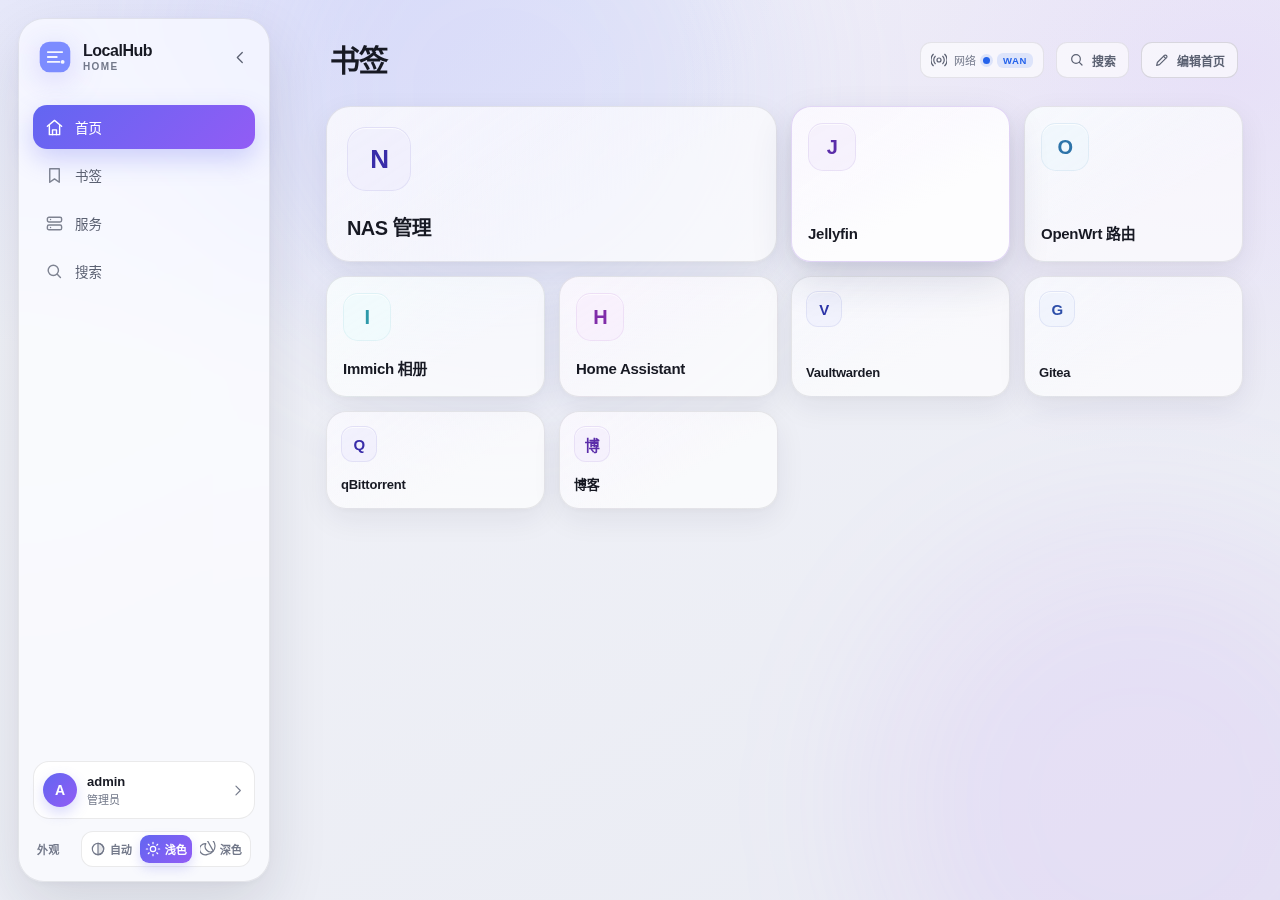 LocalHub
HOME
首页
书签
服务
搜索
A
admin
管理员
外观
自动
浅色
深色
书签
网络 WAN
搜索
编辑首页
N
NAS 管理
J
Jellyfin
O
OpenWrt 路由
I
Immich 相册
H
Home Assistant
V
Vaultwarden
G
Gitea
Q
qBittorrent
博
博客